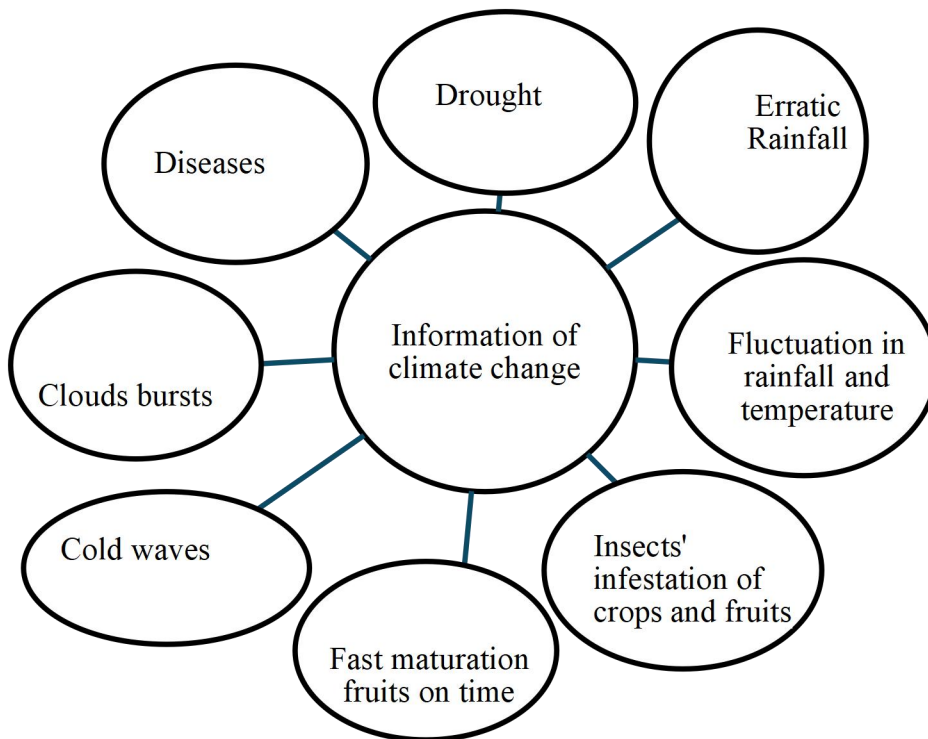 Drought
Erratic
Rainfall
Diseases
Information of
climate change
Fluctuation in
rainfall and
temperature
Clouds bursts
Cold waves
Insects'
infestation of
crops and fruits
Fast maturation
fruits on time